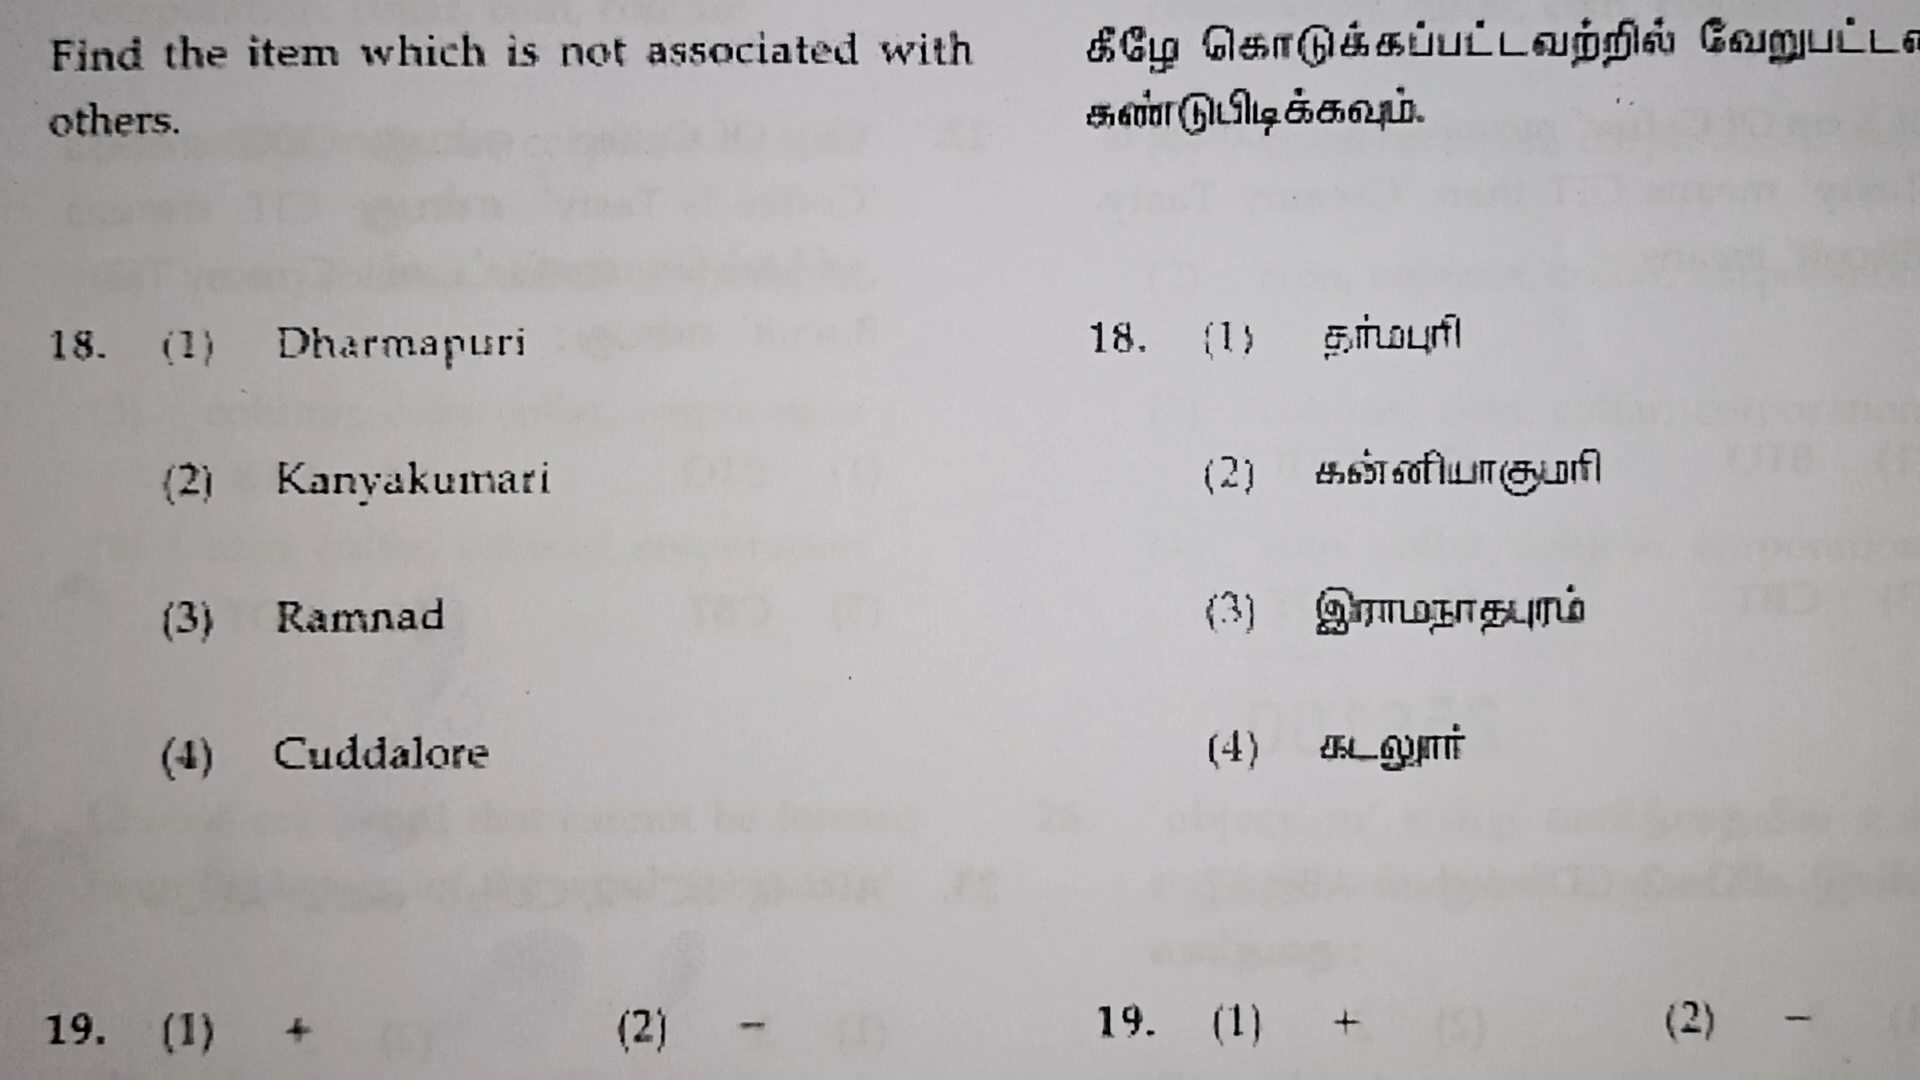 Find the item which is not associated with
others.
18. (1) Dharmapuri
(2) Kanyakumari
(3) Ramnad
(4) Cuddalore
19. (1) + (2) −
கீழே கொடுக்கப்பட்டவற்றில்
கண்டுபிடிக்கவும்.
18. (1) தர்மபுரி
(2) கன்னியாகுமரி
(3) இராமநாதபுரம்
(4) கடலூர்
19. (1) + (2) −